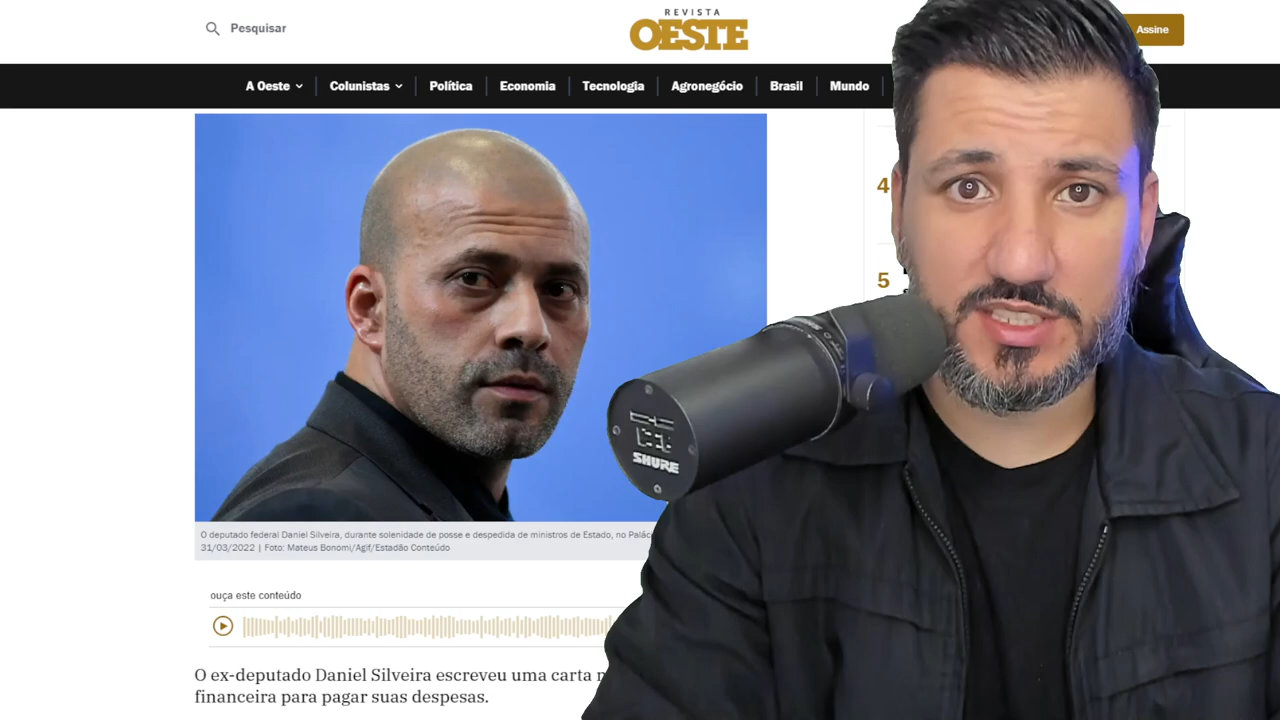 REVISTA
OESTE
Pesquisar
Assine
A Oeste
Colunistas
Política
Economia
Tecnologia
Agronegócio
Brasil
Mundo
4
5
SHURE
O deputado federal Daniel Silveira, durante solenidade de posse e despedida de ministros de Estado, no
31/03/2022 | Foto: Mateus Bonomi/Agif/Estadão Conteúdo
ouça este conteúdo
O ex-deputado Daniel Silveira escreveu uma carta
financeira para pagar suas despesas.